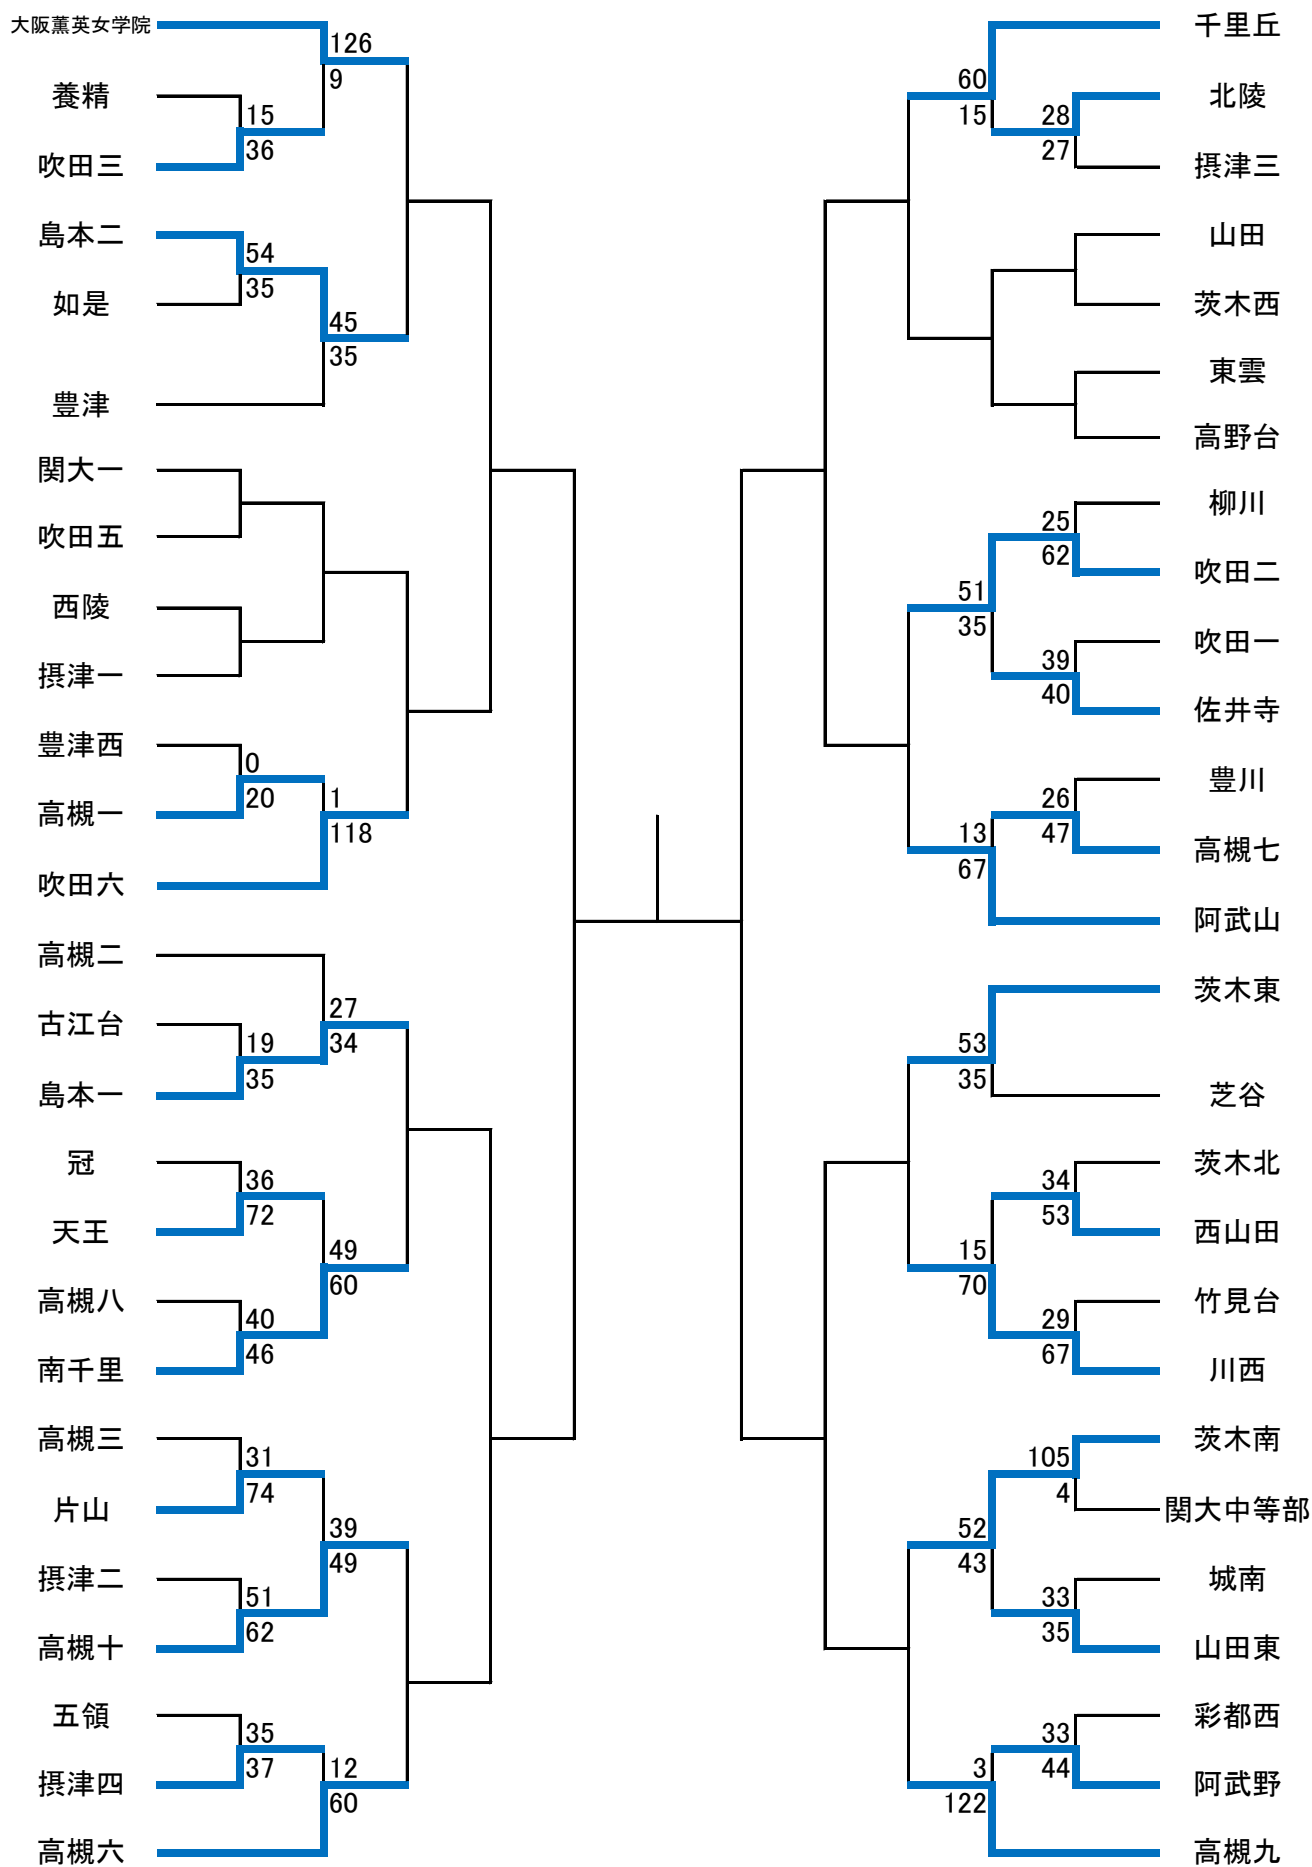 大阪薫英女学院
126
9
養精
15
36
吹田三
島本二
54
35
如是
45
35
豊津
関大一
吹田五
西陵
摂津一
豊津西
0
20
高槻一
1
118
吹田六
高槻二
27
34
古江台
19
35
島本一
冠
36
72
天王
49
60
高槻八
40
46
南千里
高槻三
31
74
片山
39
49
摂津二
51
62
高槻十
五領
35
37
摂津四
12
60
高槻六
千里丘
60
15
北陵
28
27
摂津三
山田
茨木西
東雲
高野台
柳川
25
62
吹田二
51
35
吹田一
39
40
佐井寺
豊川
26
47
高槻七
13
67
阿武山
茨木東
53
35
芝谷
茨木北
34
53
西山田
15
70
竹見台
29
67
川西
茨木南
105
4
関大中等部
52
43
城南
33
35
山田東
彩都西
33
44
阿武野
3
122
高槻九